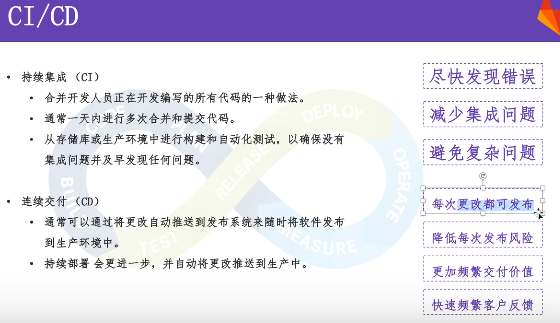 CI/CD
• 持续集成 (CI)
• 合并开发人员正在开发编写的所有代码的一种做法。
• 通常一天内进行多次合并和提交代码。
• 从存储库或生产环境中进行构建和自动化测试，以确保没有
集成问题并及早发现任何问题。
• 连续交付 (CD)
• 通常可以通过将更改自动推送到发布系统来随时将软件发布
到生产环境中。
• 持续部署 会更进一步，并自动将更改推送到生产中。
尽快发现错误
减少集成问题
避免复杂问题
每次更改都可发布
降低每次发布风险
更加频繁交付价值
快速频繁客户反馈
BUILD
TEST
RELEASE
DEPLOY
OPERATE
MEASURE